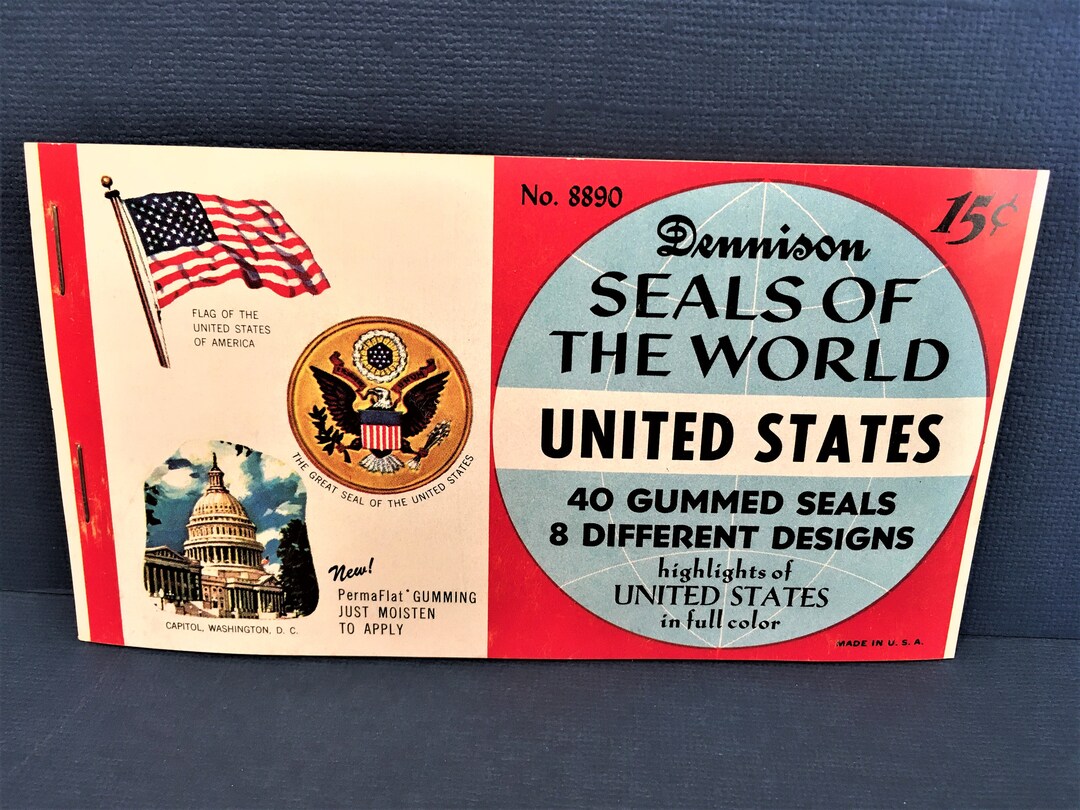 FLAG OF THE
UNITED STATES
OF AMERICA
THE GREAT SEAL OF THE UNITED STATES
CAPITOL, WASHINGTON, D. C.
New!
PermaFlat* GUMMING
JUST MOISTEN
TO APPLY
No. 8890
15¢
Dennison
SEALS OF
THE WORLD
UNITED STATES
40 GUMMED SEALS
8 DIFFERENT DESIGNS
highlights of
UNITED STATES
in full color
MADE IN U. S. A.